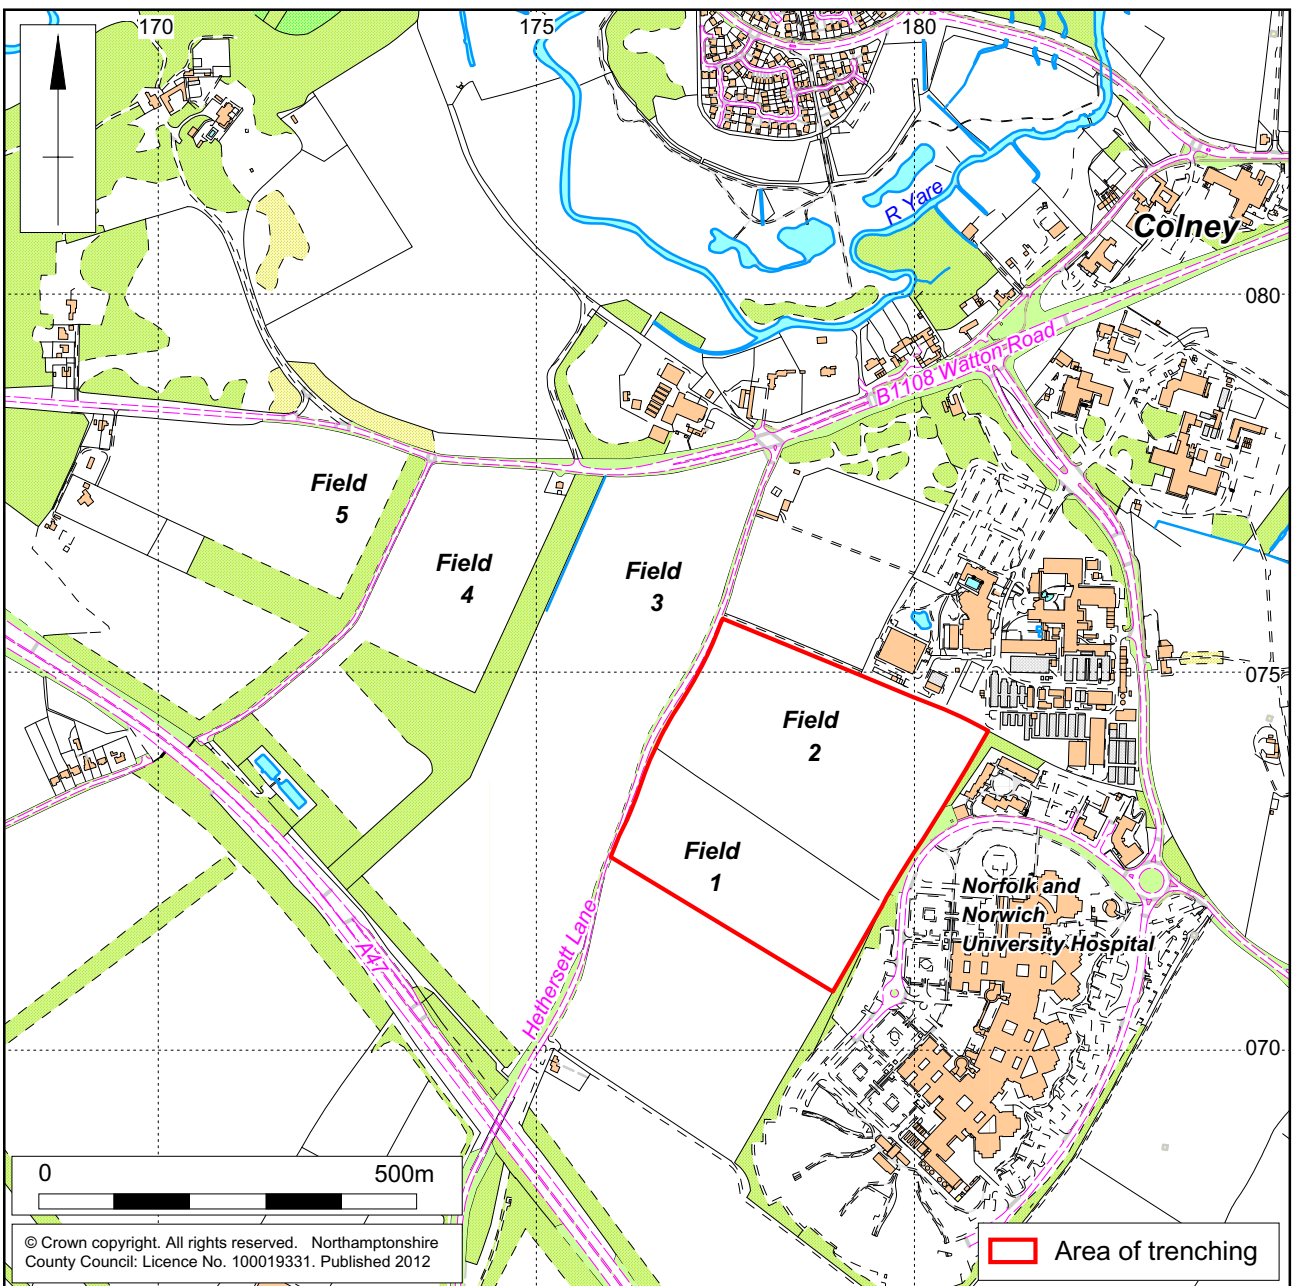 170
175
180
R Yare
Colney
080
B1108 Watton Road
Field
5
Field
4
Field
3
075
Field
2
Field
1
Norfolk and
Norwich
University Hospital
Hethersett Lane
A47
070
0 500m
© Crown copyright. All rights reserved. Northamptonshire
County Council: Licence No. 100019331. Published 2012
Area of trenching